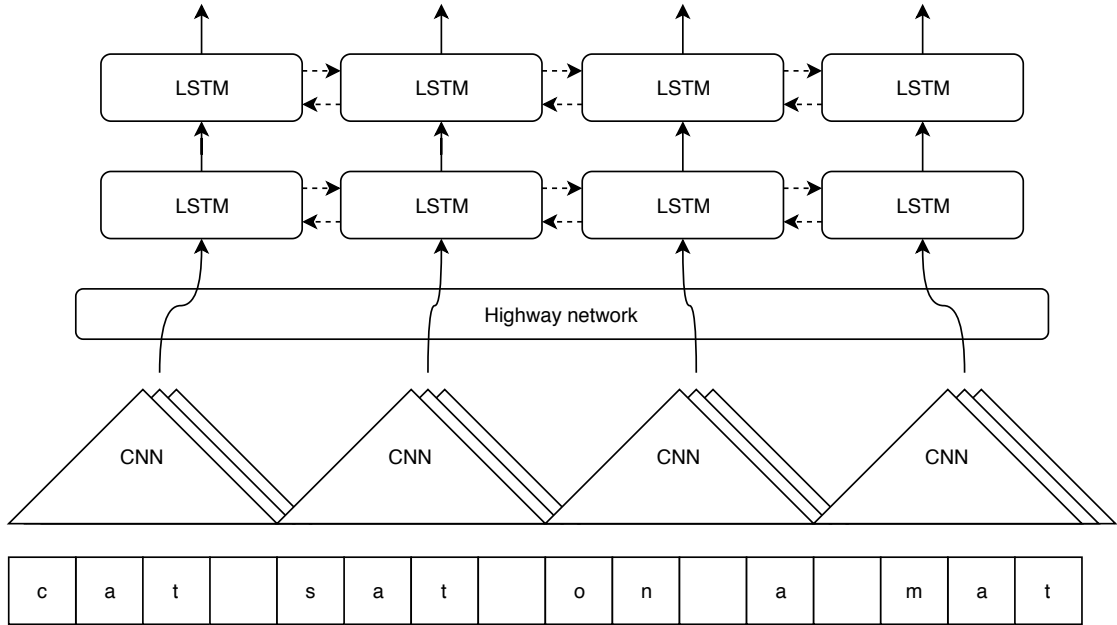 LSTM LSTM LSTM LSTM
LSTM LSTM LSTM LSTM
Highway network
CNN CNN CNN CNN
c a t s a t o n a m a t